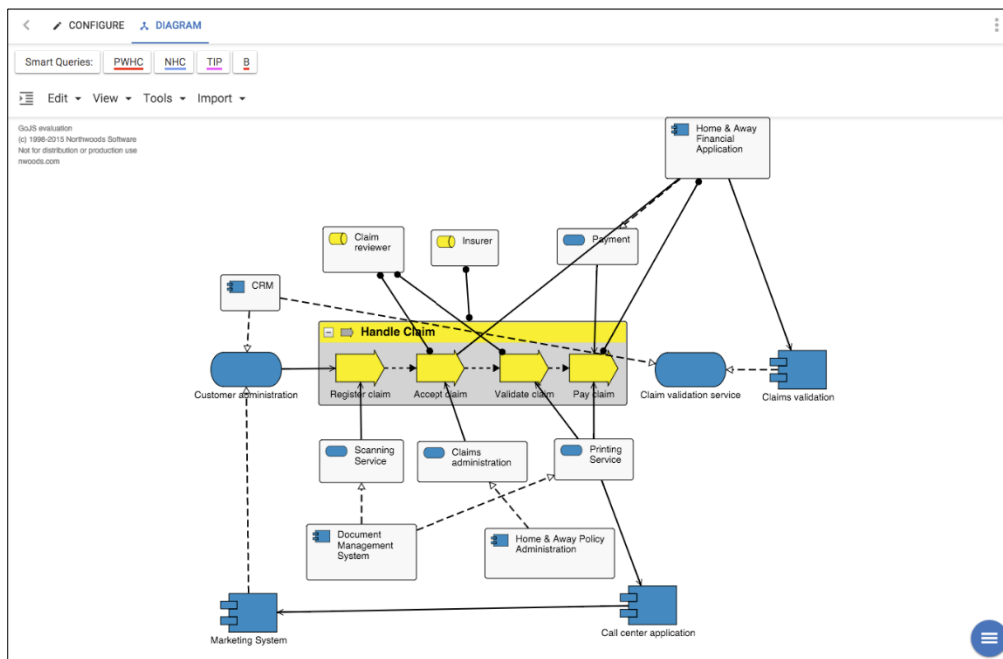 CONFIGURE
DIAGRAM
Smart Queries:
PWHC
NHC
TIP
B
Edit
View
Tools
Import
GoJS evaluation
(c) 1998-2015 Northwoods Software
Not for distribution or production use
nwoods.com
Home & Away
Financial
Application
Claim
reviewer
Insurer
Payment
CRM
Handle Claim
Customer administration
Register claim
Accept claim
Validate claim
Pay claim
Claim validation service
Claims validation
Scanning
Service
Claims
administration
Printing
Service
Document
Management
System
Home & Away Policy
Administration
Marketing System
Call center application